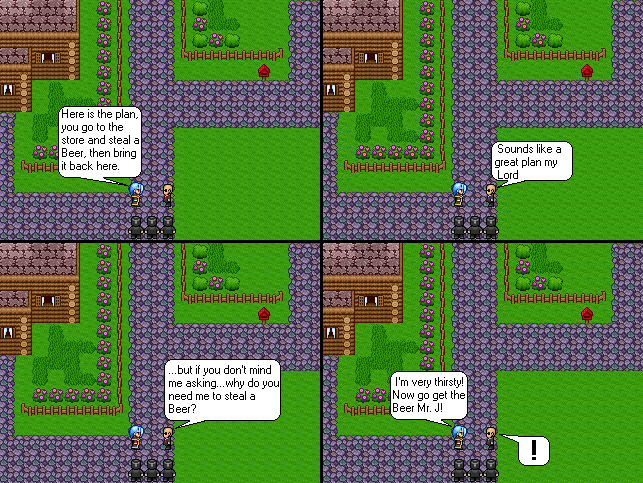 Here is the plan,
you go to the
store and steal a
Beer, then bring
it back here.
Sounds like a
great plan my
Lord
...but if you don't mind
me asking...why do you
need me to steal a
Beer?
I'm very thirsty!
Now go get the
Beer Mr. J!
!